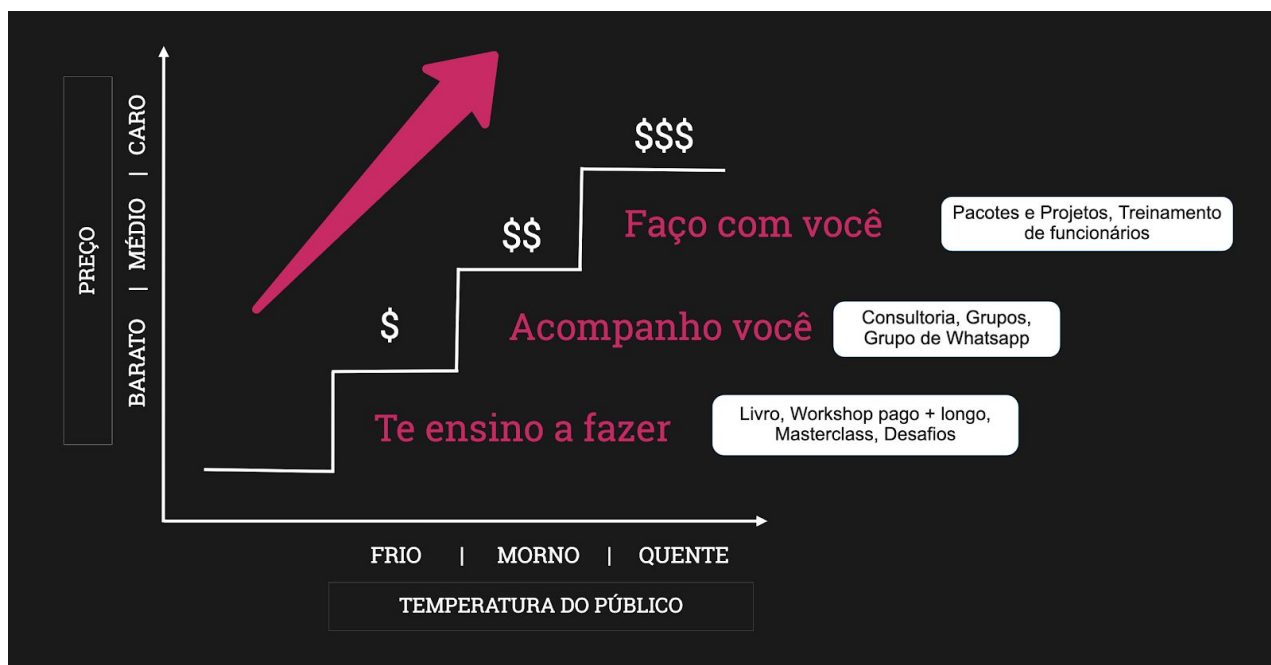 PREÇO
BARATO | MÉDIO | CARO
$$$
Faço com você
Pacotes e Projetos, Treinamento
de funcionários
$$
Acompanho você
Consultoria, Grupos,
Grupo de Whatsapp
$
Te ensino a fazer
Livro, Workshop pago + longo,
Masterclass, Desafios
FRIO | MORNO | QUENTE
TEMPERATURA DO PÚBLICO